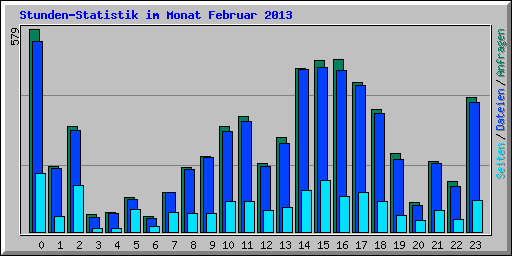 Stunden-Statistik im Monat Februar 2013
579
Seiten/Dateien/Anfragen
0 1 2 3 4 5 6 7 8 9 10 11 12 13 14 15 16 17 18 19 20 21 22 23